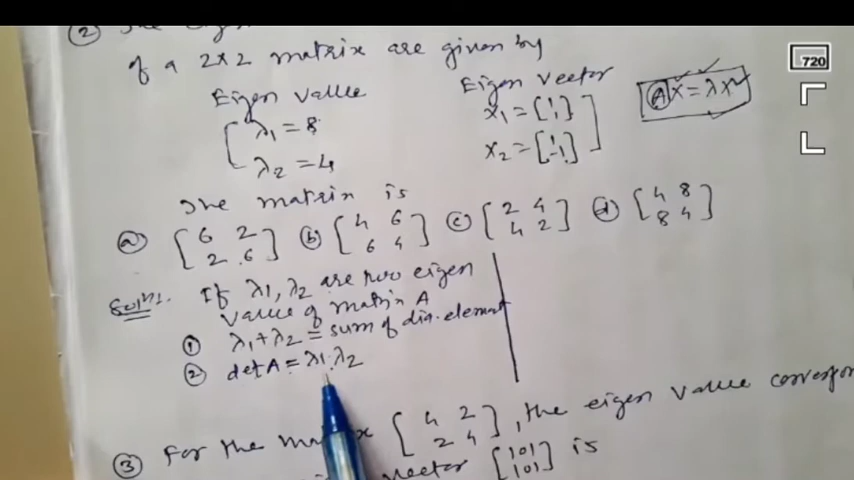 ② The Eigen
of a 2×2 matrix are given by
Eigen value Eigen vector
λ₁ = 8 x₁ = [1 1] AX = λX
λ₂ = 4 x₂ = [1 -1]
The matrix is
ⓐ [6 2 2 6] ⓑ [4 6 6 4] ⓒ [2 4 4 2] ⓓ [4 8 8 4]
Soln:. If λ₁, λ₂ are two eigen
value of matrix A
① λ₁+λ₂ = sum of dia. element
② det A = λ₁.λ₂
③ For the matrix [4 2 2 4], the eigen value correspon
vector [101 101] is
720